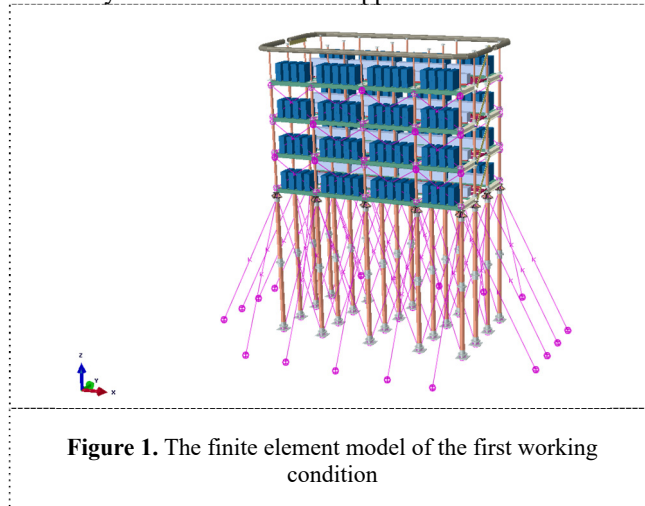 Z
Y
X
Figure 1. The finite element model of the first working
condition